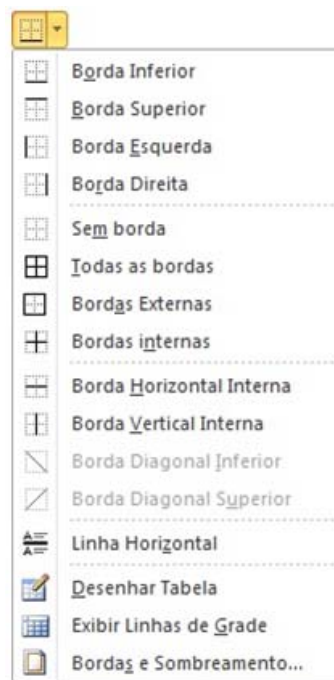 Borda Inferior
Borda Superior
Borda Esquerda
Borda Direita
Sem borda
Todas as bordas
Bordas Externas
Bordas internas
Borda Horizontal Interna
Borda Vertical Interna
Borda Diagonal Inferior
Borda Diagonal Superior
Linha Horizontal
Desenhar Tabela
Exibir Linhas de Grade
Bordas e Sombreamento...